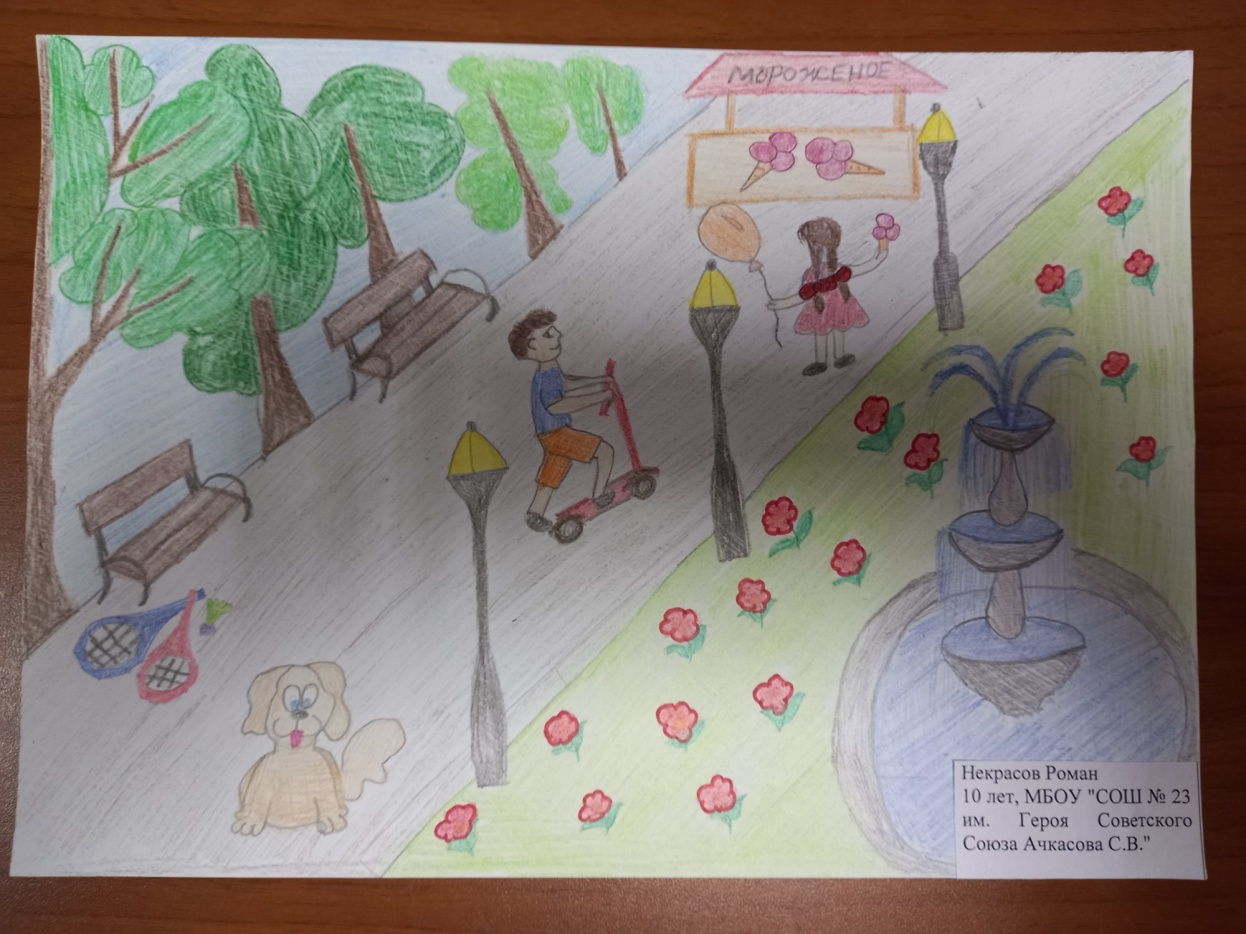 МОРОЖЕНОЕ
Некрасов Роман
10 лет, МБОУ "СОШ № 23
им. Героя Советского
Союза Ачкасова С.В."